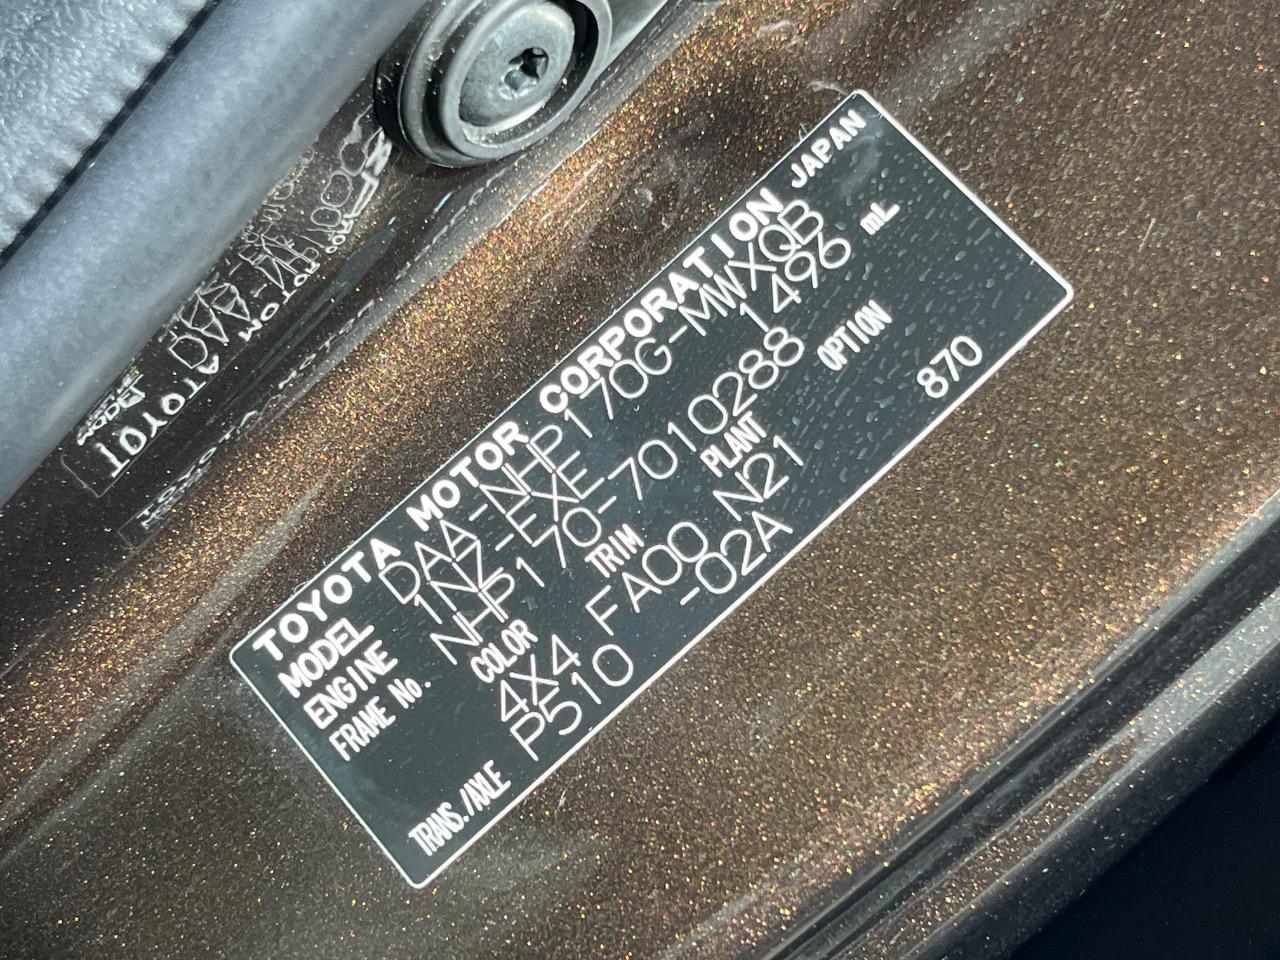 TOYOTA MOTOR CORPORATION JAPAN
MODEL DAA-NHP170G-MWXQB
ENGINE 1NZ-EXE 1496 mL
FRAME No. NHP170-7010288
COLOR TRIM PLANT OPTION
4X4 FA00 N21 870
TRANS./AXLE P510 -02A